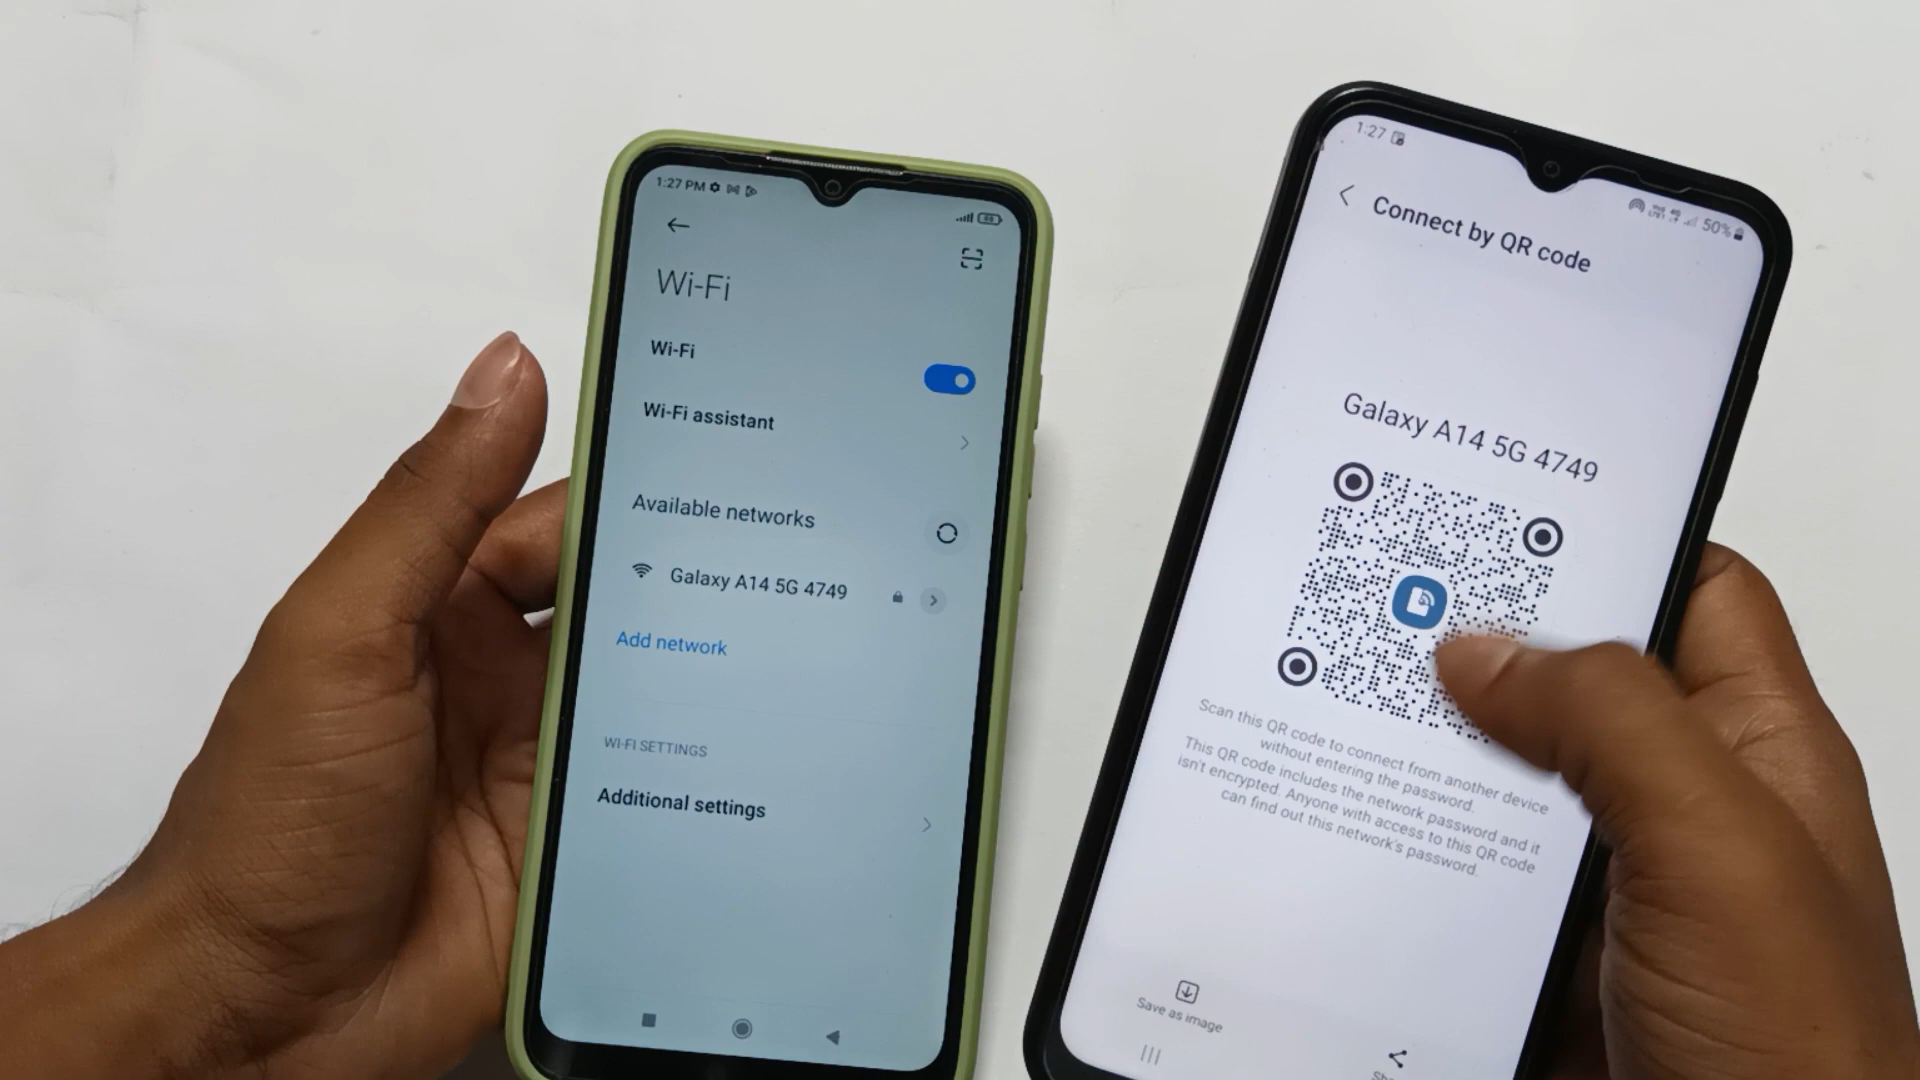 1:27 PM
Wi-Fi
Wi-Fi
Wi-Fi assistant
Available networks
Galaxy A14 5G 4749
Add network
WI-FI SETTINGS
Additional settings
1:27
50%
Connect by QR code
Galaxy A14 5G 4749
Scan this QR code to connect from another device
without entering the password.
This QR code includes the network password and it
isn't encrypted. Anyone with access to this QR code
can find out this network's password.
Save as image